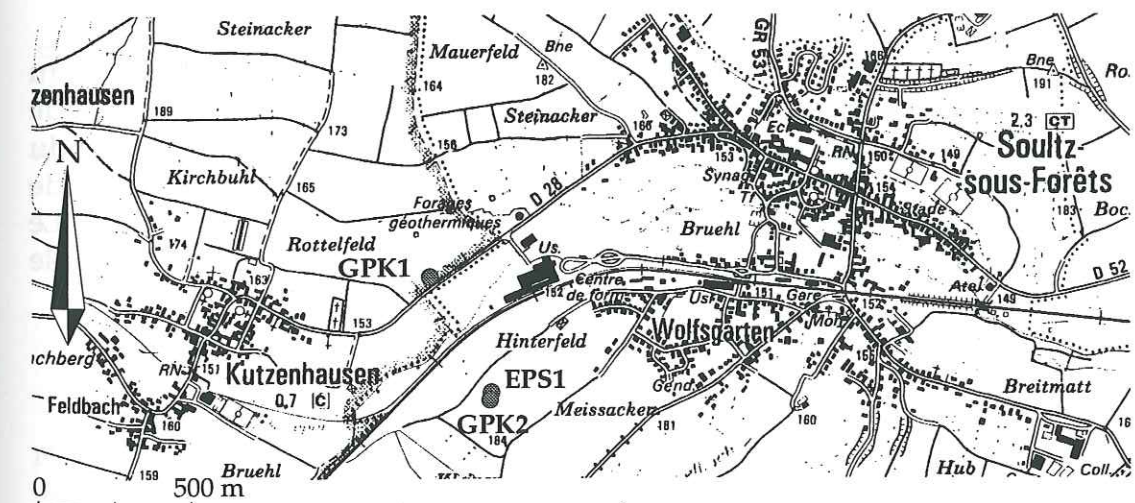 Steinacker
Mauerfeld
Bne
182
GR 531
166
Bne
191
Ro.
zenhausen
189
164
173
Steinacker
166
2,3 CT
Soultz-
sous-Forêts
N
156
153
Ec.
RN
150
149
Kirchbuhl
165
D 28
Synag.
154
Stade
183
Boc.
Forages
géothermiques
174
Rottelfeld
Bruehl
Us.
GPK1
163
Centre
de form.
D 52
152
Us.
151
Gare
152
Atel.
149
153
Hinterfeld
Wolfsgarten
nchberg
RN
151
Kutzenhausen
0,7
EPS1
156
Breitmatt
Feldbach
Gend.
Meissacker
GPK2
160
184
181
160
16
159
Bruehl
Hub
Coll.
0 500 m